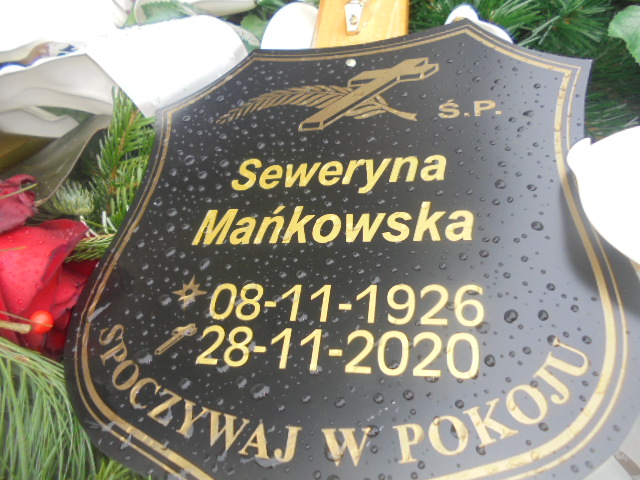 Ś.P.
Seweryna
Mańkowska
08-11-1926
28-11-2020
SPOCZYWAJ W POKOJU